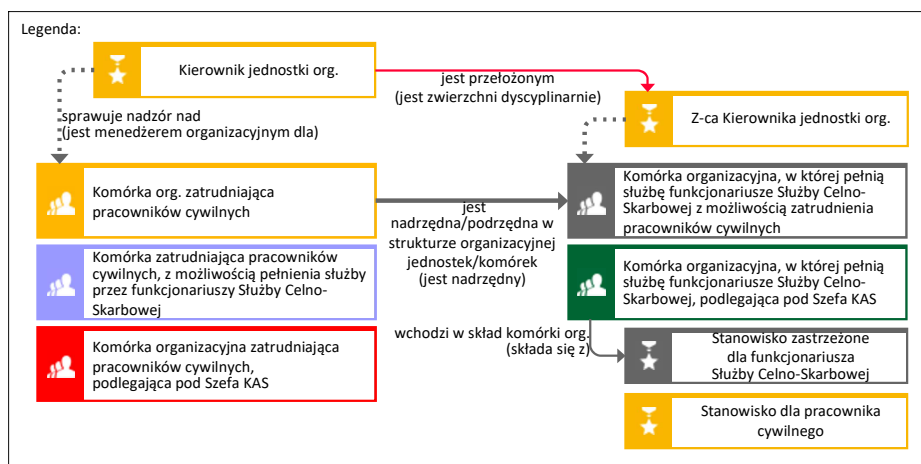 Legenda:
Kierownik jednostki org.
jest przełożonym
(jest zwierzchni dyscyplinarnie)
Z-ca Kierownika jednostki org.
sprawuje nadzór nad
(jest menedżerem organizacyjnym dla)
Komórka org. zatrudniająca
pracowników cywilnych
jest
nadrzędna/podrzędna w
strukturze organizacyjnej
jednostek/komórek
(jest nadrzędny)
Komórka organizacyjna, w której pełnią
służbę funkcjonariusze Służby Celno-
Skarbowej z możliwością zatrudnienia
pracowników cywilnych
Komórka zatrudniająca pracowników
cywilnych, z możliwością pełnienia służby
przez funkcjonariuszy Służby Celno-
Skarbowej
Komórka organizacyjna, w której pełnią
służbę funkcjonariusze Służby Celno-
Skarbowej, podlegająca pod Szefa KAS
Komórka organizacyjna zatrudniająca
pracowników cywilnych,
podlegająca pod Szefa KAS
wchodzi w skład komórki org.
(składa się z)
Stanowisko zastrzeżone
dla funkcjonariusza
Służby Celno-Skarbowej
Stanowisko dla pracownika
cywilnego